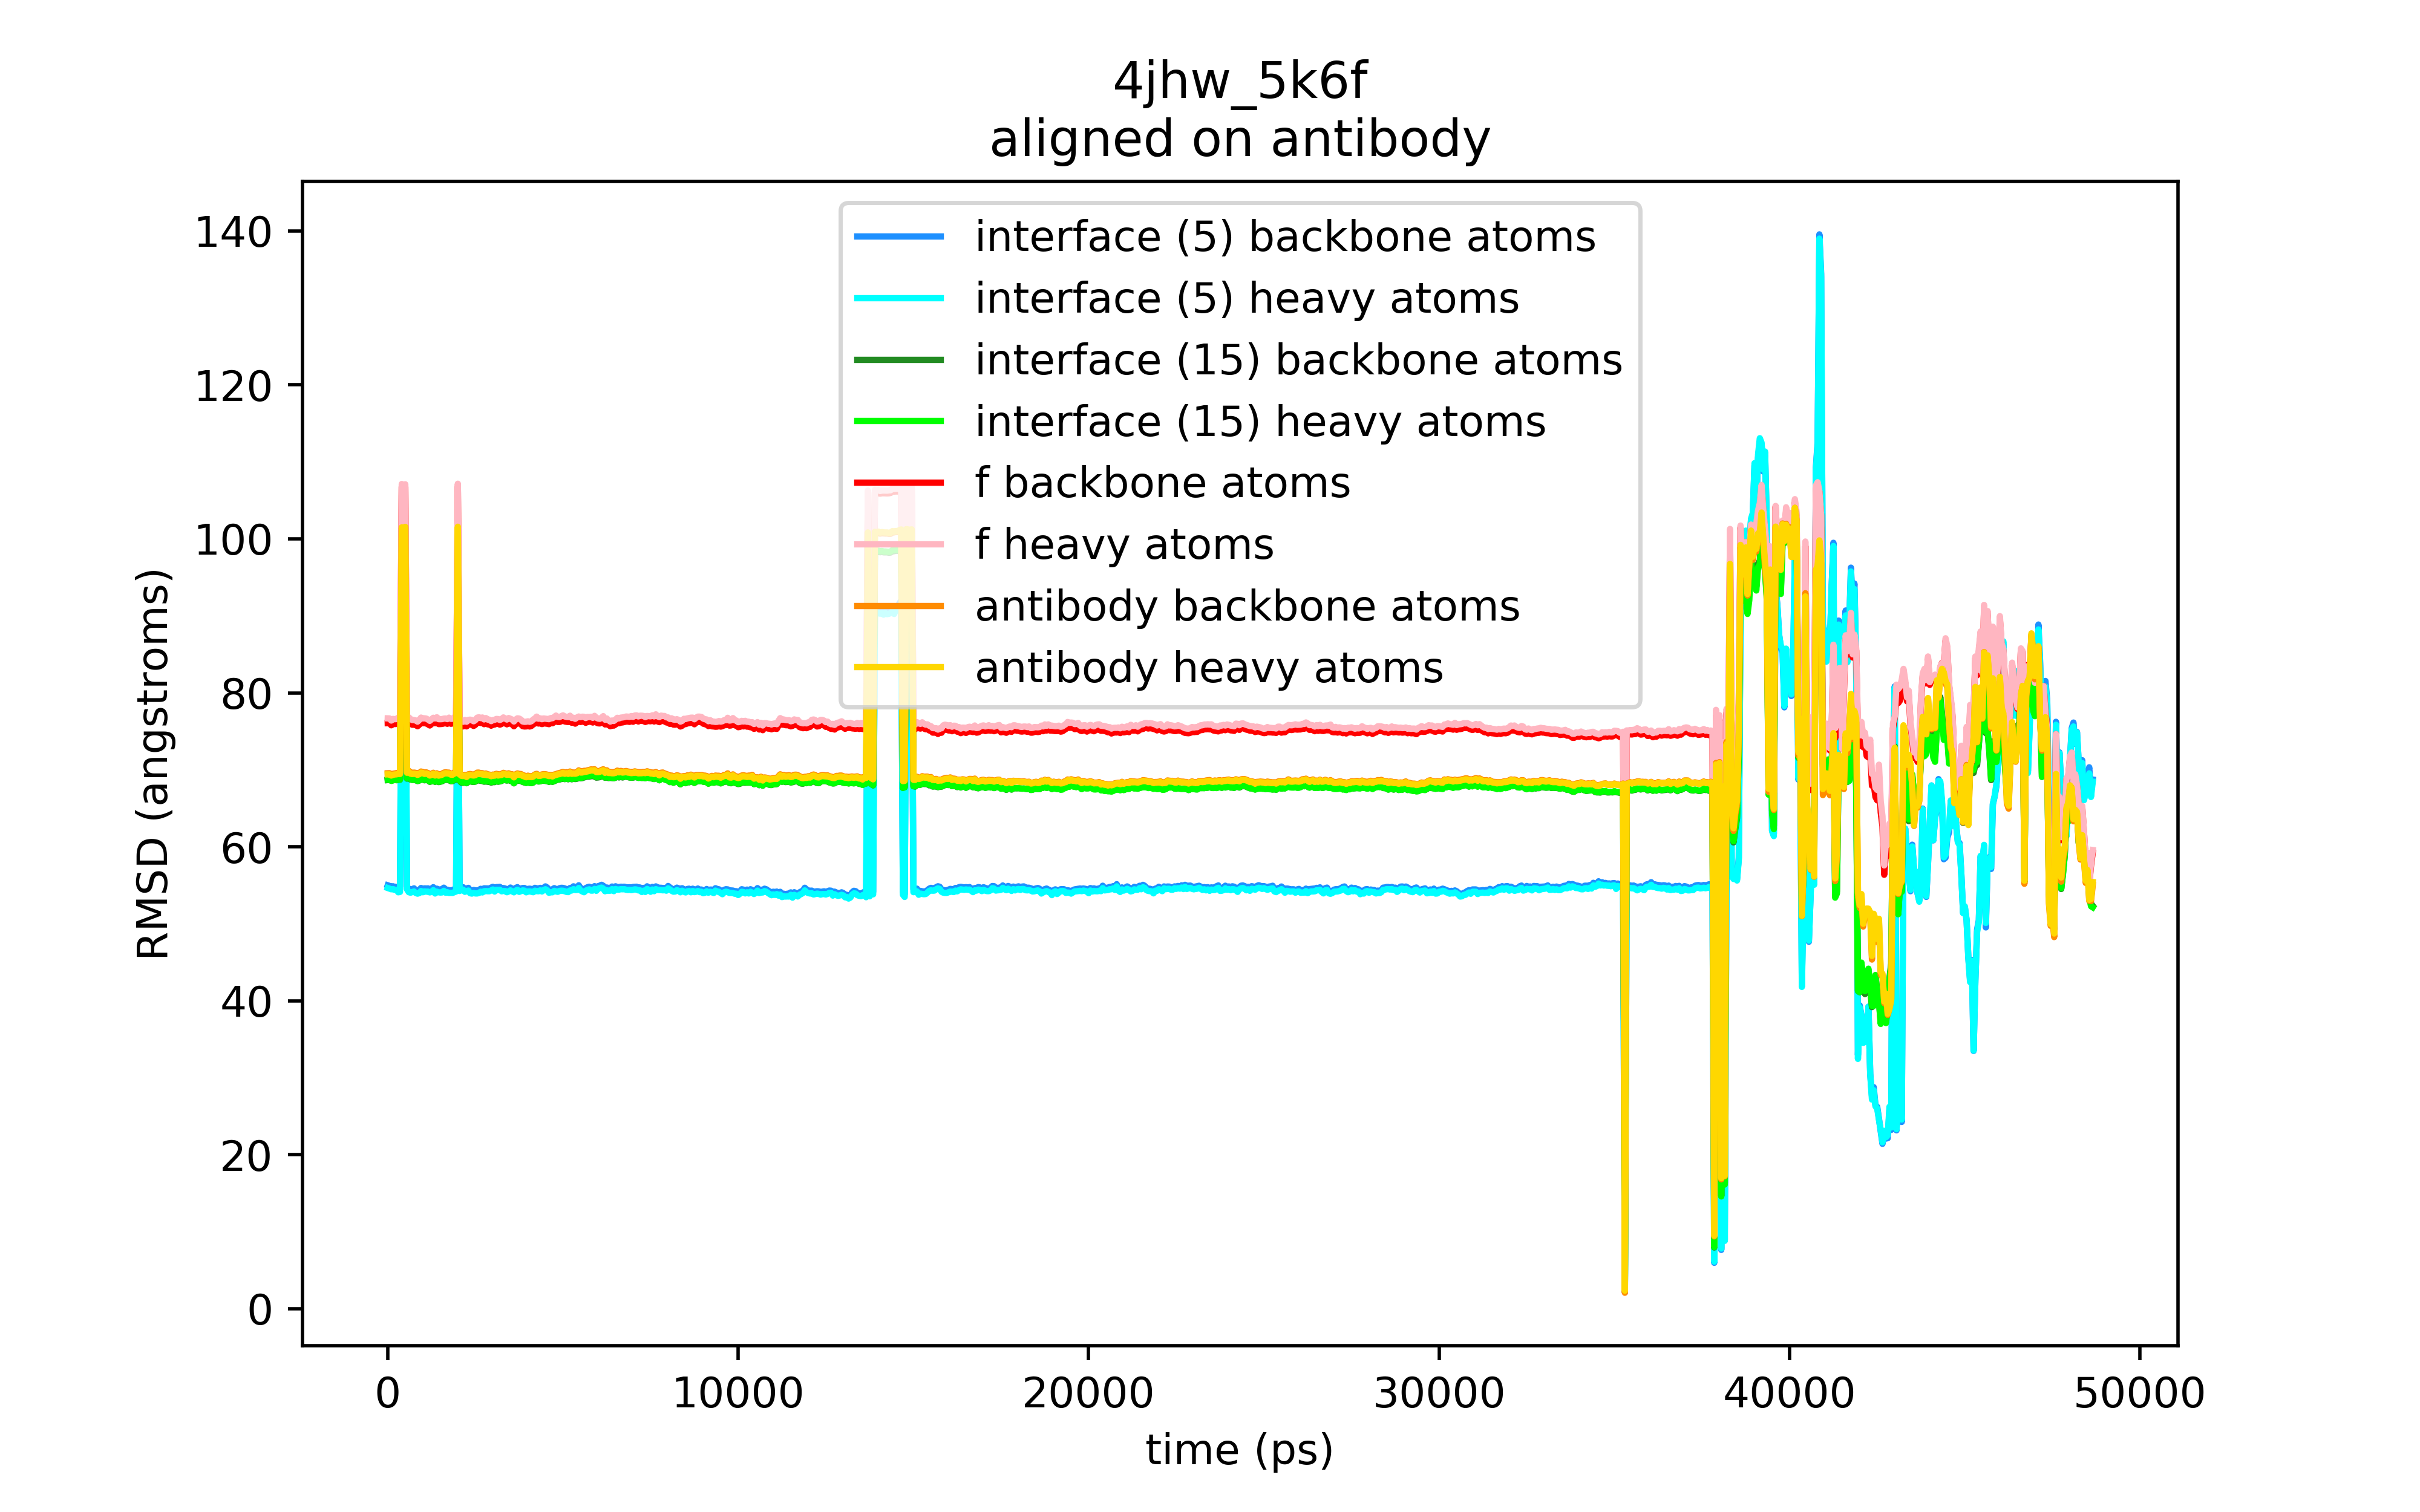 4jhw_5k6f
aligned on antibody
140
120
100
80
60
40
20
0
RMSD (angstroms)
interface (5) backbone atoms
interface (5) heavy atoms
interface (15) backbone atoms
interface (15) heavy atoms
f backbone atoms
f heavy atoms
antibody backbone atoms
antibody heavy atoms
0 10000 20000 30000 40000 50000
time (ps)